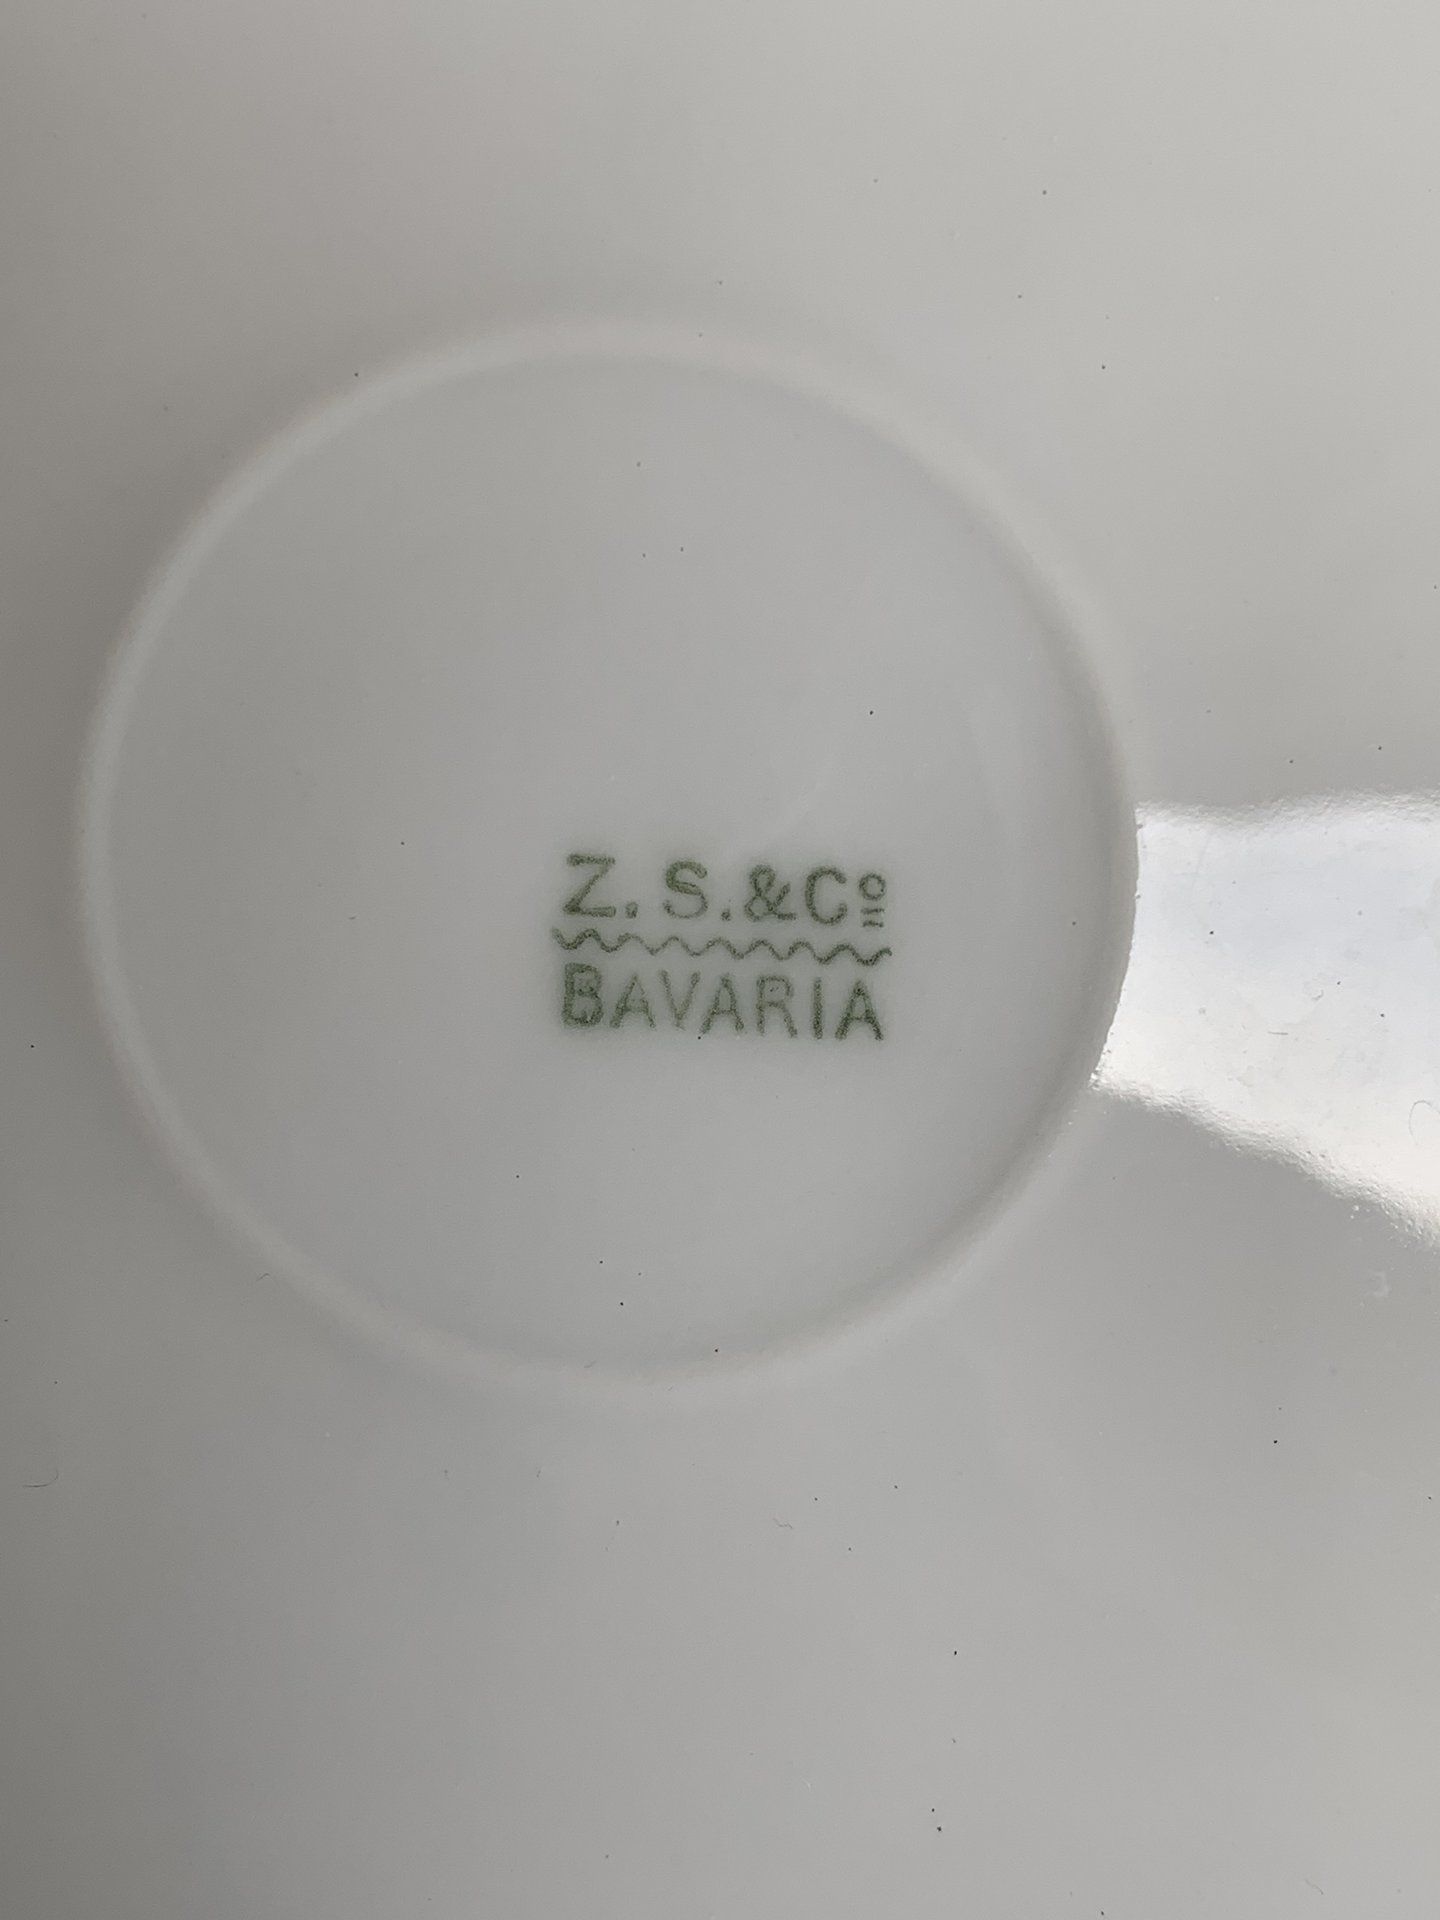 Z. S. & Cº
BAVARIA